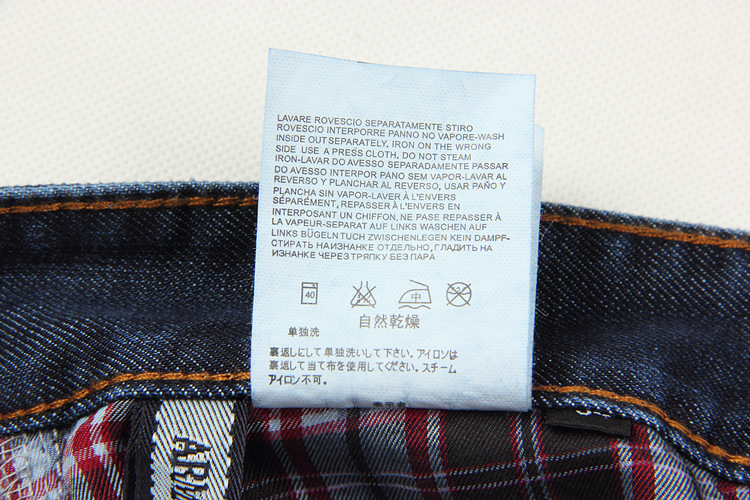 LAVARE ROVESCIO SEPARATAMENTE STIRO
ROVESCIO INTERPORRE PANNO NO VAPORE-WASH
INSIDE OUT SEPARATELY. IRON ON THE WRONG
SIDE USE A PRESS CLOTH, DO NOT STEAM
IRON-LAVAR DO AVESSO SEPARADAMENTE PASSAR
DO AVESSO INTERPOR PANO SEM VAPOR-LAVAR AL
REVERSO Y PLANCHAR AL REVERSO, USAR PAÑO Y
PLANCHA SIN VAPOR-LAVER À L'ENVERS
SÉPARÉMENT, REPASSER À L'ENVERS EN
INTERPOSANT UN CHIFFON, NE PASE REPASSER À
LA VAPEUR-SEPARAT AUF LINKS WASCHEN AUF
LINKS BÜGELN TUCH ZWISCHENLEGEN KEIN DAMPF-
СТИРАТЬ НА ИЗНАНКЕ ОТДЕЛЬНО, ГЛАДИТЬ НА
ИЗНАНКЕ ЧЕРЕЗ ТРЯПКУ БЕЗ ПАРА
40 中
自然乾燥
单独洗
裏返しにして単独洗いして下さい。アイロンは
裏返して当て布を使用してください。スチーム
アイロン不可。